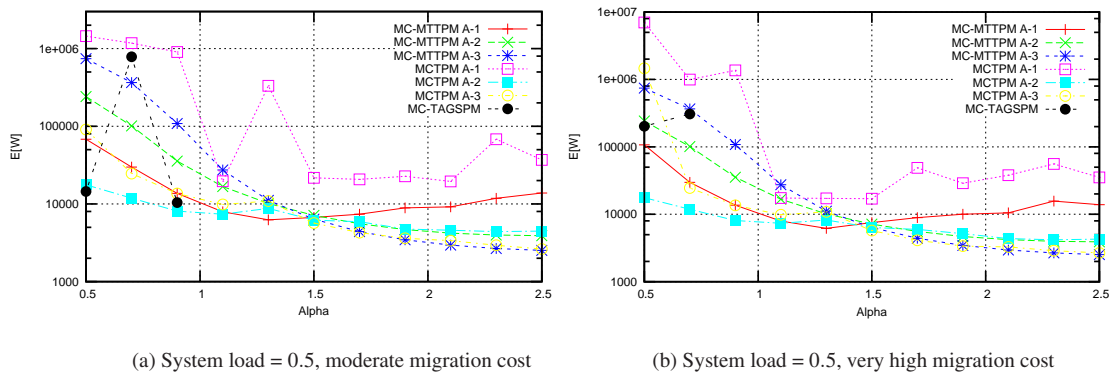 1e+006
100000
10000
1000
E[W]
0.5
1
1.5
2
2.5
Alpha
MC-MTTPM A-1
MC-MTTPM A-2
MC-MTTPM A-3
MCTPM A-1
MCTPM A-2
MCTPM A-3
MC-TAGSPM
(a) System load = 0.5, moderate migration cost
1e+007
1e+006
100000
10000
1000
E[W]
0.5
1
1.5
2
2.5
Alpha
MC-MTTPM A-1
MC-MTTPM A-2
MC-MTTPM A-3
MCTPM A-1
MCTPM A-2
MCTPM A-3
MC-TAGSPM
(b) System load = 0.5, very high migration cost